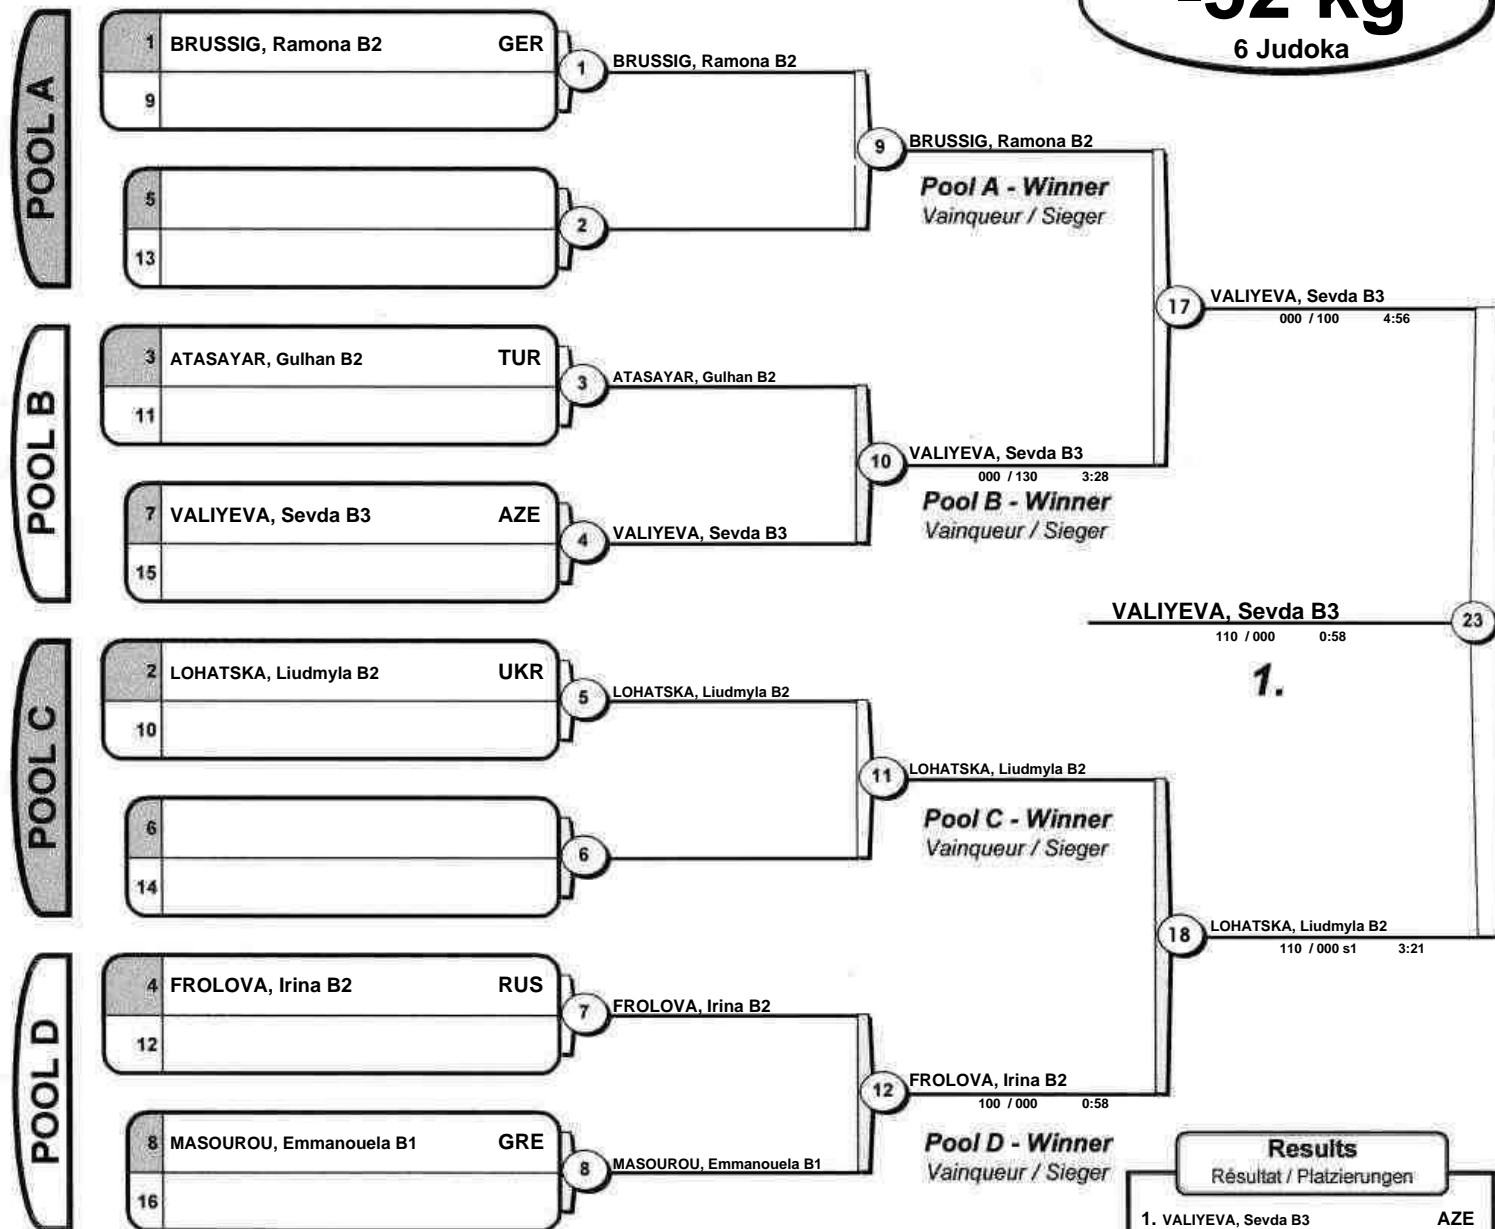 -52 kg
6 Judoka
POOL A
1 BRUSSIG, Ramona B2 GER
9
1 BRUSSIG, Ramona B2
5
13
2
9 BRUSSIG, Ramona B2
Pool A - Winner
Vainqueur / Sieger
POOL B
3 ATASAYAR, Gulhan B2 TUR
11
3 ATASAYAR, Gulhan B2
7 VALIYEVA, Sevda B3 AZE
15
4 VALIYEVA, Sevda B3
10 VALIYEVA, Sevda B3
000 / 130 3:28
Pool B - Winner
Vainqueur / Sieger
17 VALIYEVA, Sevda B3
000 / 100 4:56
VALIYEVA, Sevda B3 23
110 / 000 0:58
1.
POOL C
2 LOHATSKA, Liudmyla B2 UKR
10
5 LOHATSKA, Liudmyla B2
6
14
6
11 LOHATSKA, Liudmyla B2
Pool C - Winner
Vainqueur / Sieger
18 LOHATSKA, Liudmyla B2
110 / 000 s1 3:21
POOL D
4 FROLOVA, Irina B2 RUS
12
7 FROLOVA, Irina B2
8 MASOUROU, Emmanouela B1 GRE
16
8 MASOUROU, Emmanouela B1
12 FROLOVA, Irina B2
100 / 000 0:58
Pool D - Winner
Vainqueur / Sieger
Results
Résultat / Platzierungen
1. VALIYEVA, Sevda B3 AZE